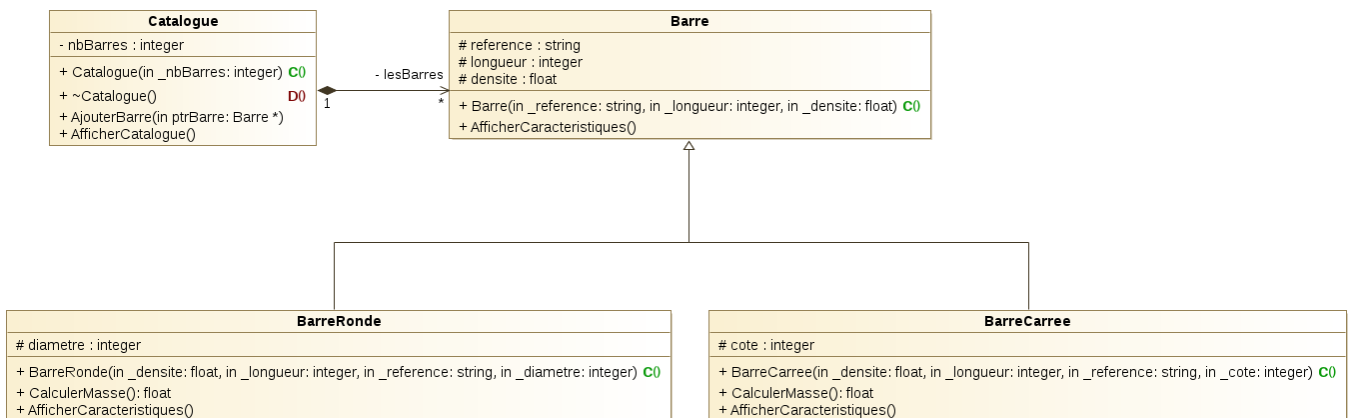 Catalogue
- nbBarres : integer
+ Catalogue(in _nbBarres: integer) C()
+ ~Catalogue() D()
+ AjouterBarre(in ptrBarre: Barre *)
+ AfficherCatalogue()
- lesBarres
1
*
Barre
# reference : string
# longueur : integer
# densite : float
+ Barre(in _reference: string, in _longueur: integer, in _densite: float) C()
+ AfficherCaracteristiques()
BarreRonde
# diametre : integer
+ BarreRonde(in _densite: float, in _longueur: integer, in _reference: string, in _diametre: integer) C()
+ CalculerMasse(): float
+ AfficherCaracteristiques()
BarreCarree
# cote : integer
+ BarreCarree(in _densite: float, in _longueur: integer, in _reference: string, in _cote: integer) C()
+ CalculerMasse(): float
+ AfficherCaracteristiques()